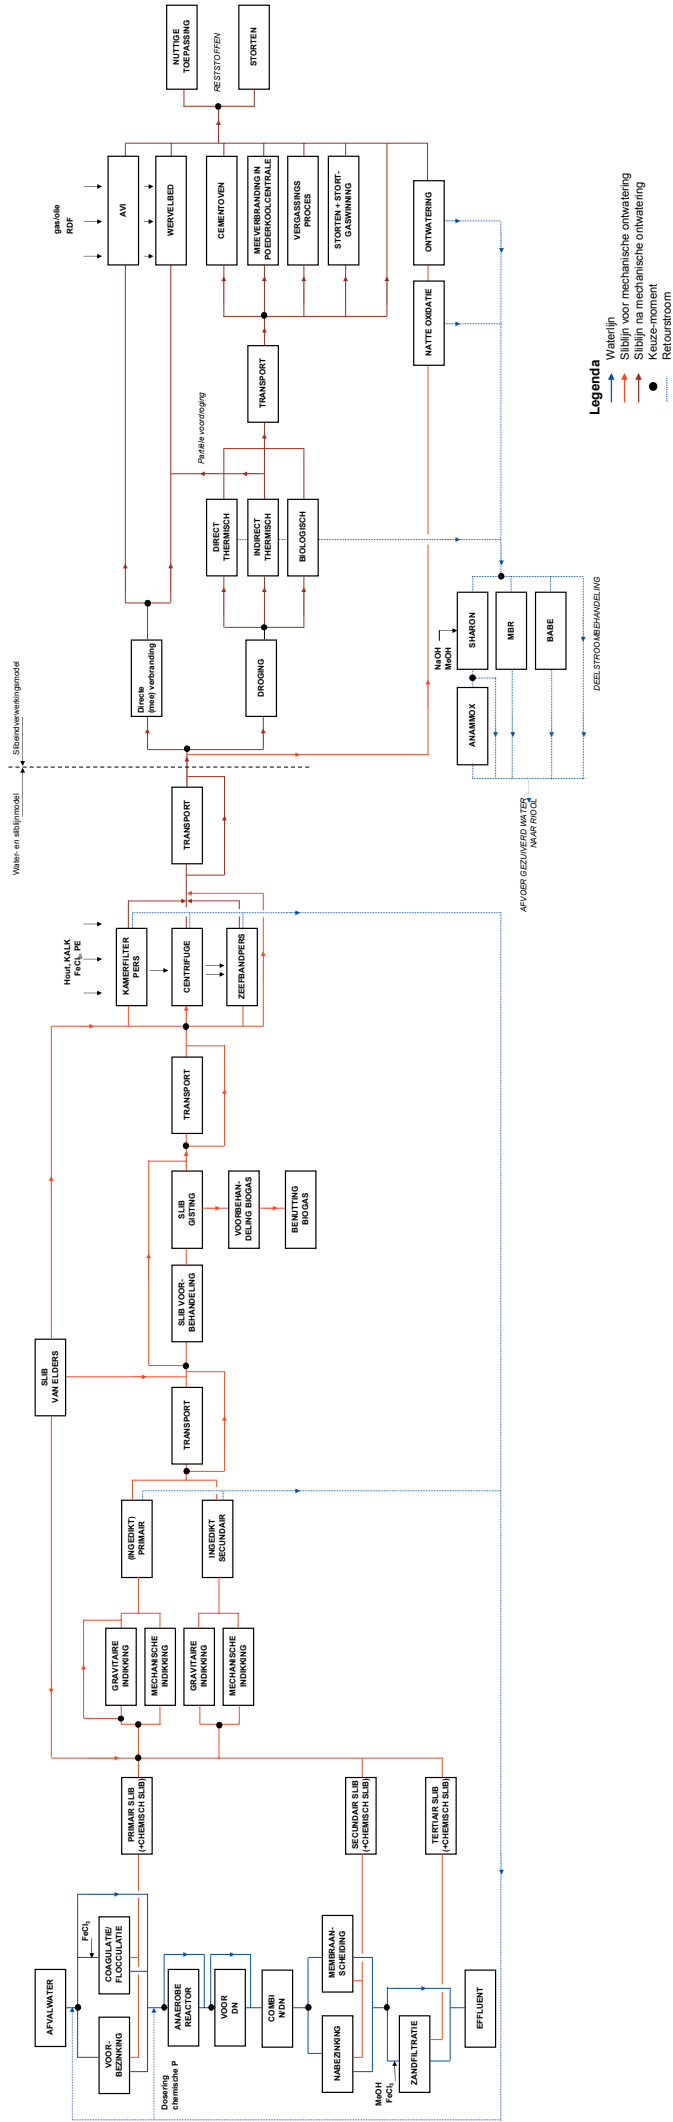 NUTTIGE
TOEPASSING
RESTSTOFFEN
STORTEN
gas/olie
RDF
AVI
WERVELBED
CEMENTOVEN
MEEVERBRANDING IN
POEDERKOOLCENTRALE
VERGASSINGS
PROCES
STORTEN + STORT-
GASWINNING
ONTWATERING
NATTE OXIDATIE
TRANSPORT
Partiële voordroging
DIRECT
THERMISCH
INDIRECT
THERMISCH
BIOLOGISCH
Legenda
Waterlijn
Sliblijn voor mechanische ontwatering
Sliblijn na mechanische ontwatering
Keuze-moment
Retourstroom
Directe
(mee) verbranding
DROGING
NaOH
MeOH
SHARON
MBR
BABE
ANAMMOX
DEELSTROOMBEHANDELING
AFVOER GEZUIVERD WATER
NAAR RIOOL
Slibeindverwerkingsmodel
Water- en sliblijnmodel
TRANSPORT
Hout, KALK
FeCl₃, PE
KAMERFILTER
PERS
CENTRIFUGE
ZEEFBANDPERS
TRANSPORT
SLIB
GISTING
VOORBEHAN-
DELING BIOGAS
BENUTTING
BIOGAS
SLIB VOOR-
BEHANDELING
SLIB
VAN ELDERS
TRANSPORT
(INGEDIKT)
PRIMAIR
INGEDIKT
SECUNDAIR
GRAVITAIRE
INDIKKING
MECHANISCHE
INDIKKING
GRAVITAIRE
INDIKKING
MECHANISCHE
INDIKKING
PRIMAIR SLIB
(+CHEMISCH SLIB)
SECUNDAIR SLIB
(+CHEMISCH SLIB)
TERTIAIR SLIB
(+CHEMISCH SLIB)
AFVALWATER
FeCl₃
COAGULATIE/
FLOCCULATIE
VOOR-
BEZINKING
Dosering
chemische P
ANAEROBE
REACTOR
VOOR
DN
COMBI
N/DN
MEMBRAAN-
SCHEIDING
NABEZINKING
MeOH
FeCl₃
ZANDFILTRATIE
EFFLUENT